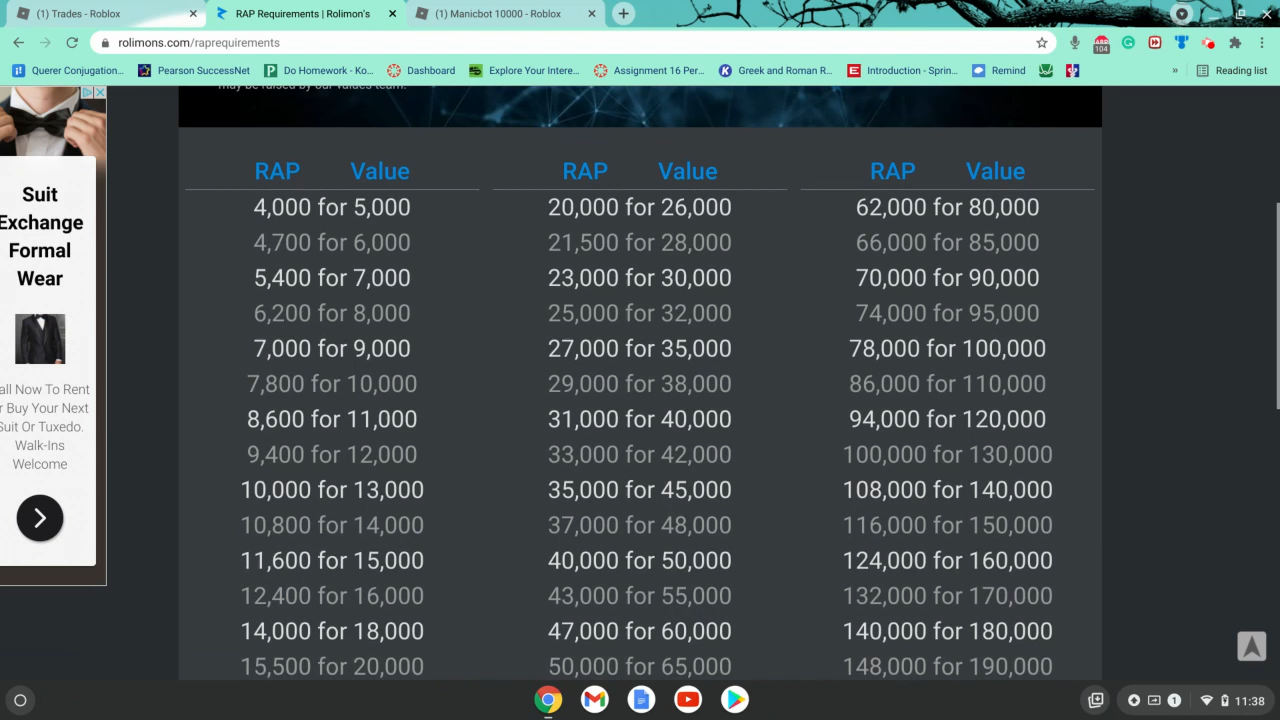 (1) Trades - Roblox
RAP Requirements | Rolimon's
(1) Manicbot 10000 - Roblox
rolimons.com/raprequirements
104
Querer Conjugation...
Pearson SuccessNet
Do Homework - Ko...
Dashboard
Explore Your Intere...
Assignment 16 Per...
Greek and Roman R...
Introduction - Sprin...
Remind
»
Reading list
may be raised by our values team.
RAP Value
4,000 for 5,000
4,700 for 6,000
5,400 for 7,000
6,200 for 8,000
7,000 for 9,000
7,800 for 10,000
8,600 for 11,000
9,400 for 12,000
10,000 for 13,000
10,800 for 14,000
11,600 for 15,000
12,400 for 16,000
14,000 for 18,000
15,500 for 20,000
RAP Value
20,000 for 26,000
21,500 for 28,000
23,000 for 30,000
25,000 for 32,000
27,000 for 35,000
29,000 for 38,000
31,000 for 40,000
33,000 for 42,000
35,000 for 45,000
37,000 for 48,000
40,000 for 50,000
43,000 for 55,000
47,000 for 60,000
50,000 for 65,000
RAP Value
62,000 for 80,000
66,000 for 85,000
70,000 for 90,000
74,000 for 95,000
78,000 for 100,000
86,000 for 110,000
94,000 for 120,000
100,000 for 130,000
108,000 for 140,000
116,000 for 150,000
124,000 for 160,000
132,000 for 170,000
140,000 for 180,000
148,000 for 190,000
Suit
Exchange
Formal
Wear
all Now To Rent
r Buy Your Next
Suit Or Tuxedo.
Walk-Ins
Welcome
1
11:38